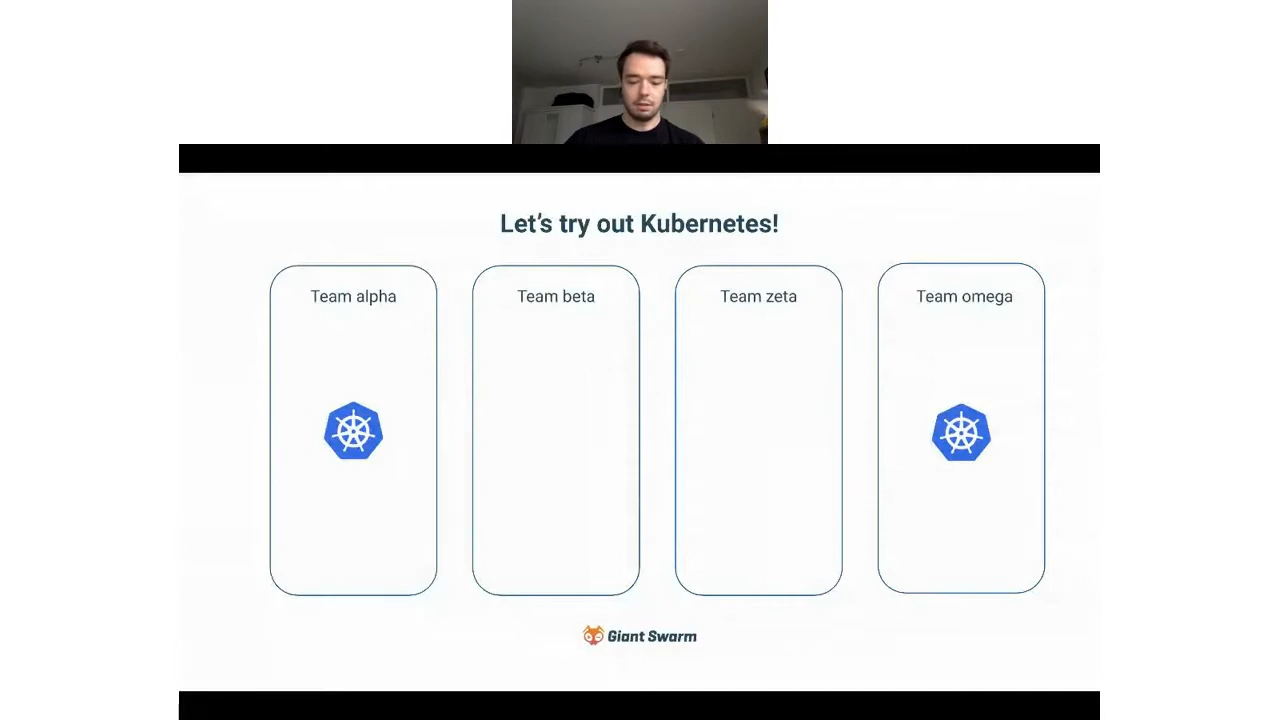 Let's try out Kubernetes!
Team alpha
Team beta
Team zeta
Team omega
Giant Swarm